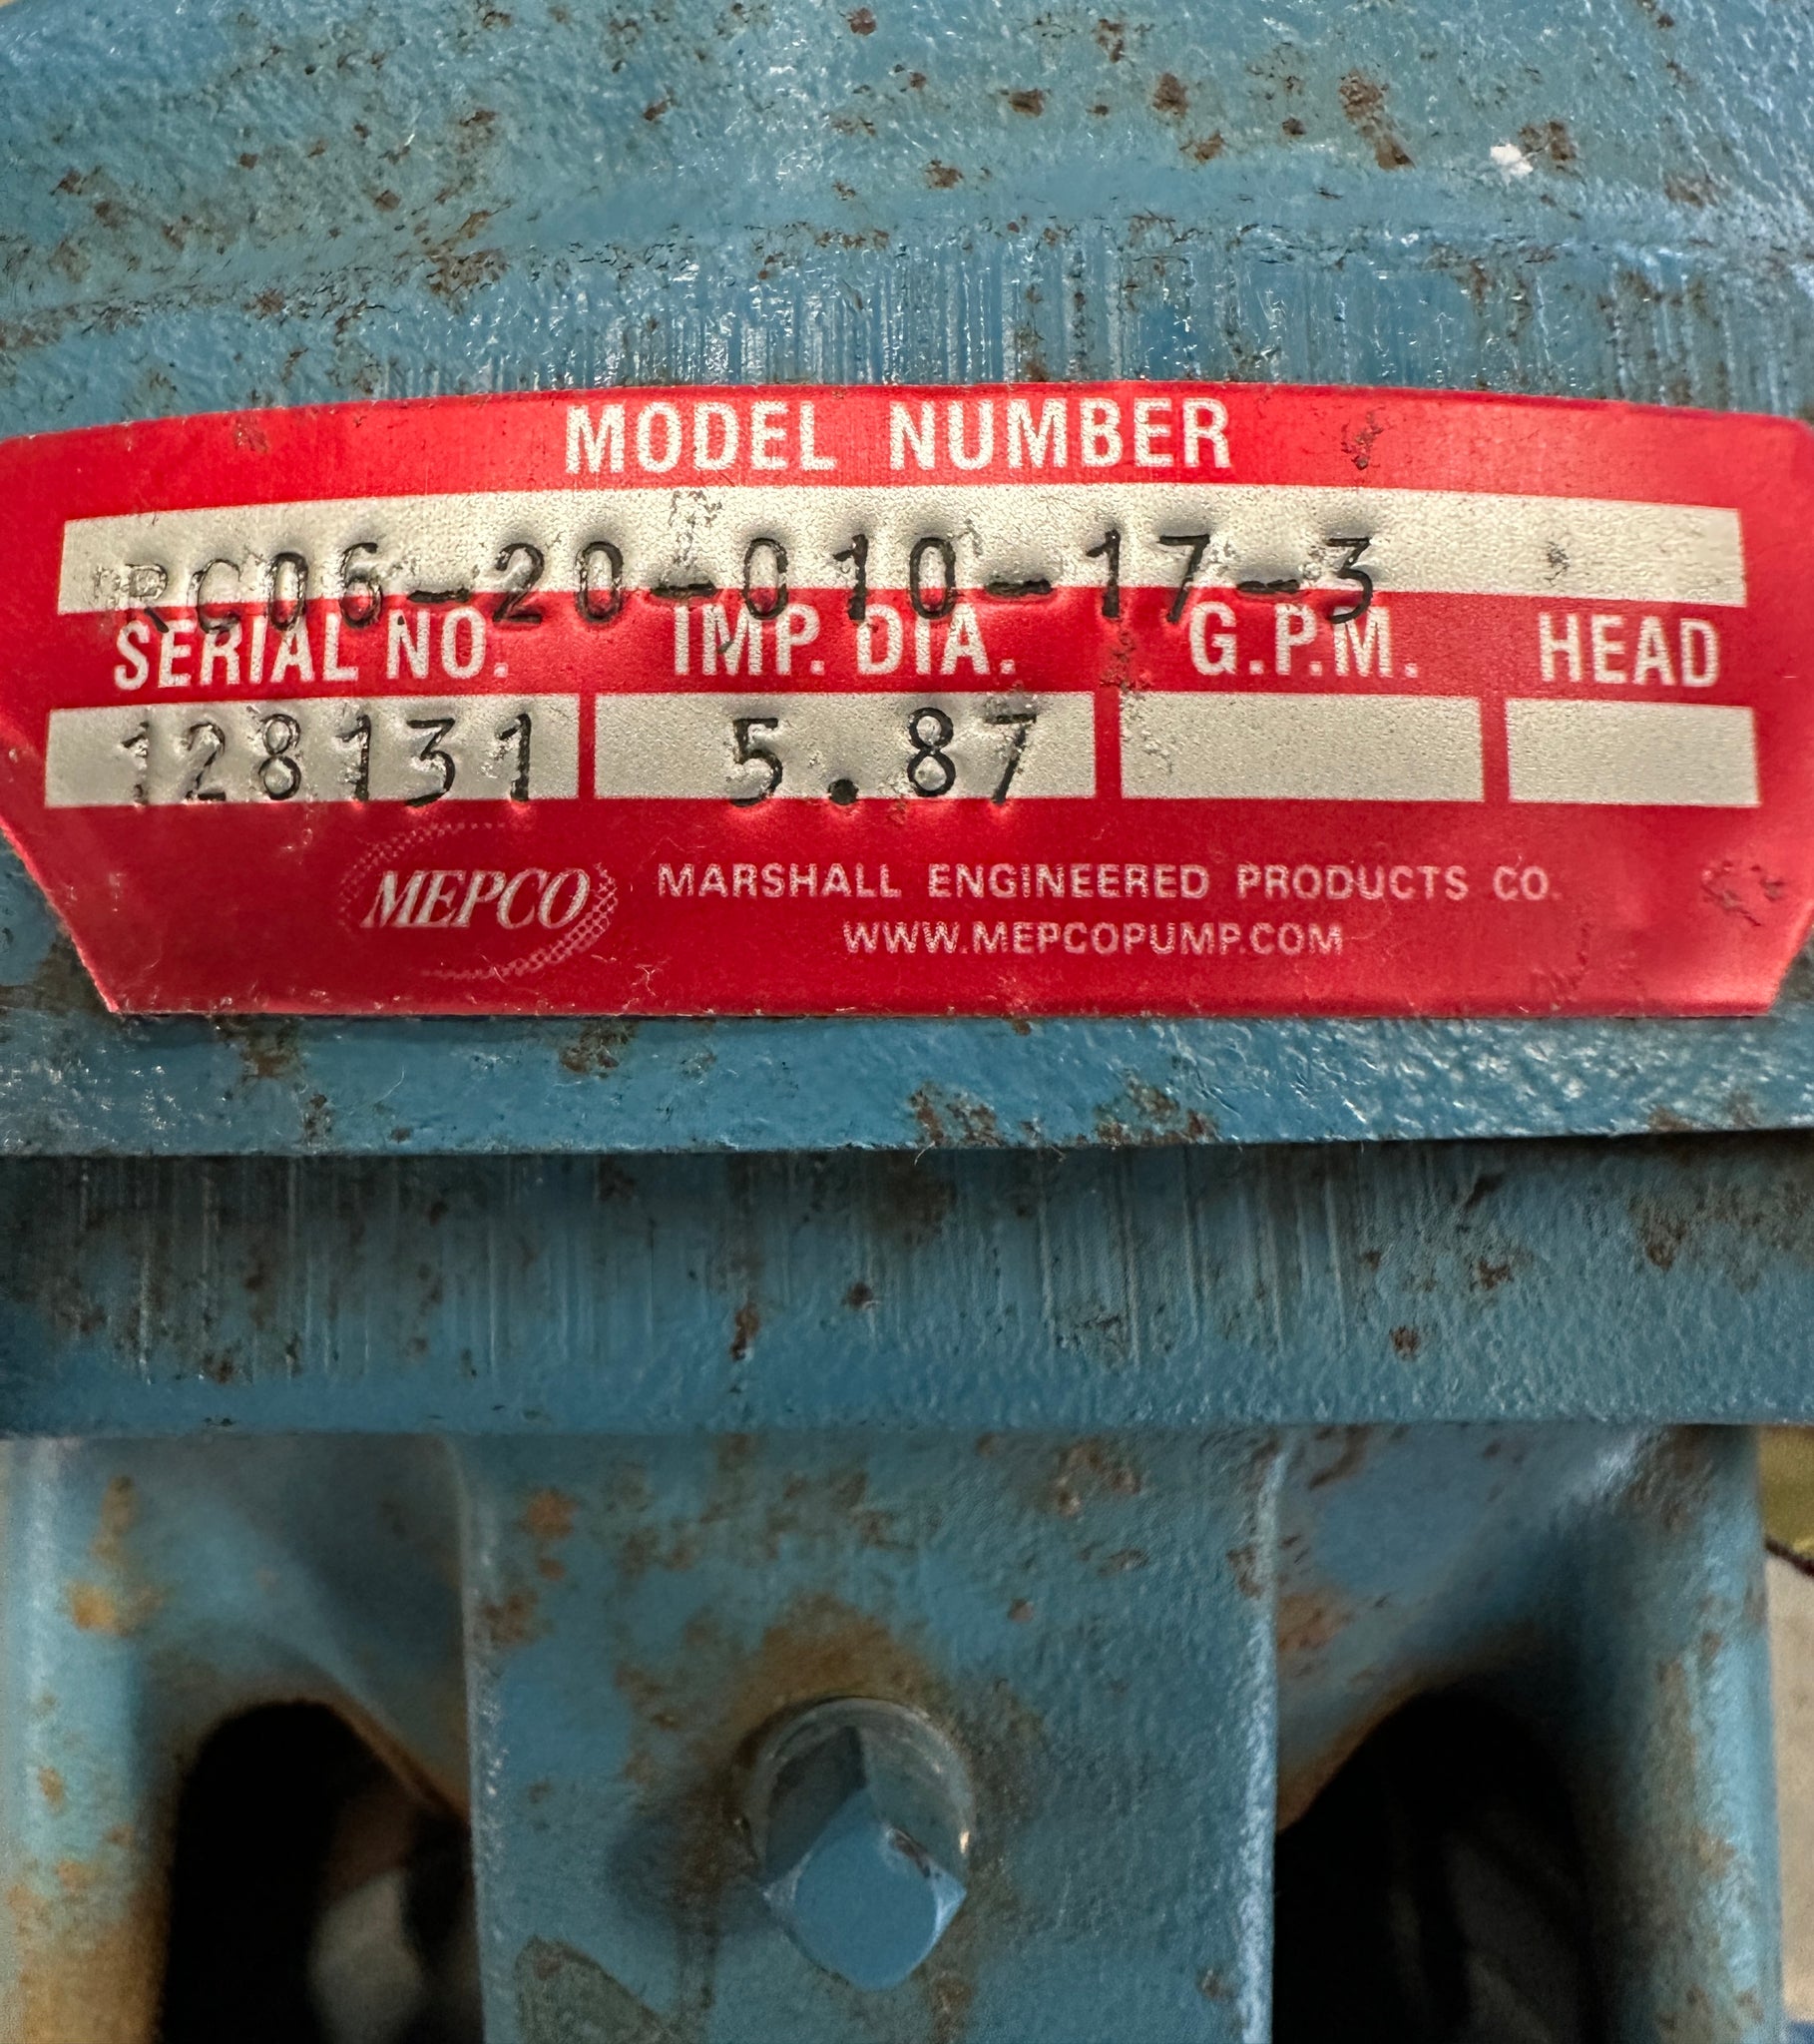 MODEL NUMBER
RC06-20-010-17-3
SERIAL NO. IMP. DIA. G.P.M. HEAD
128131 5.87
MEPCO MARSHALL ENGINEERED PRODUCTS CO.
WWW.MEPCOPUMP.COM